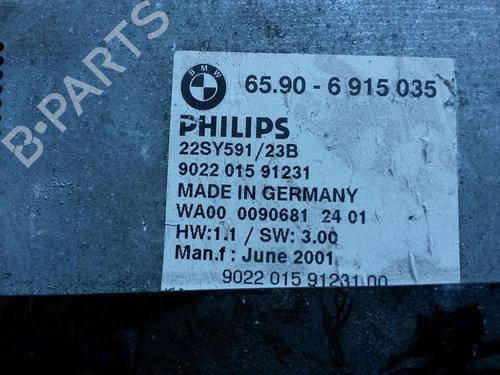 B-PARTS
BMW
65.90 - 6 915 035
PHILIPS
22SY591/23B
9022 015 91231
MADE IN GERMANY
WA00 0090681 24 01
HW:1.1 / SW: 3.00
Man.f : June 2001
9022 015 91231 00